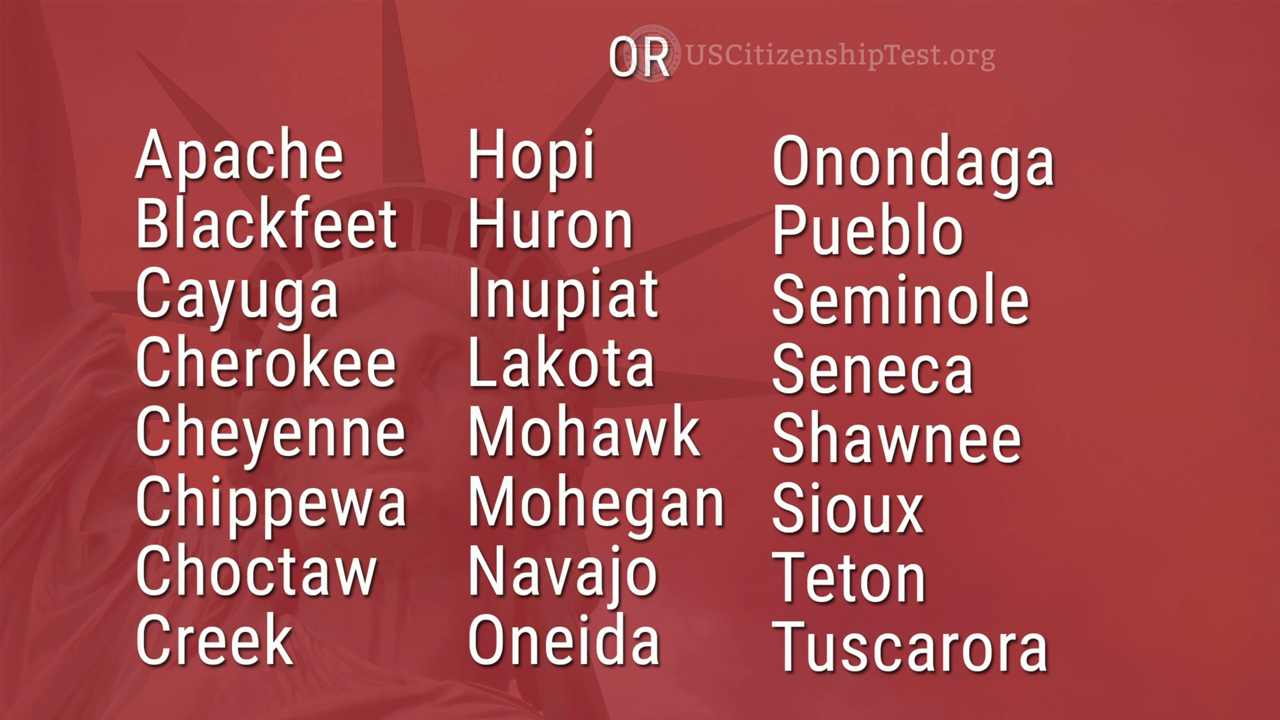 OR
USCitizenshipTest.org
Apache
Blackfeet
Cayuga
Cherokee
Cheyenne
Chippewa
Choctaw
Creek
Hopi
Huron
Inupiat
Lakota
Mohawk
Mohegan
Navajo
Oneida
Onondaga
Pueblo
Seminole
Seneca
Shawnee
Sioux
Teton
Tuscarora